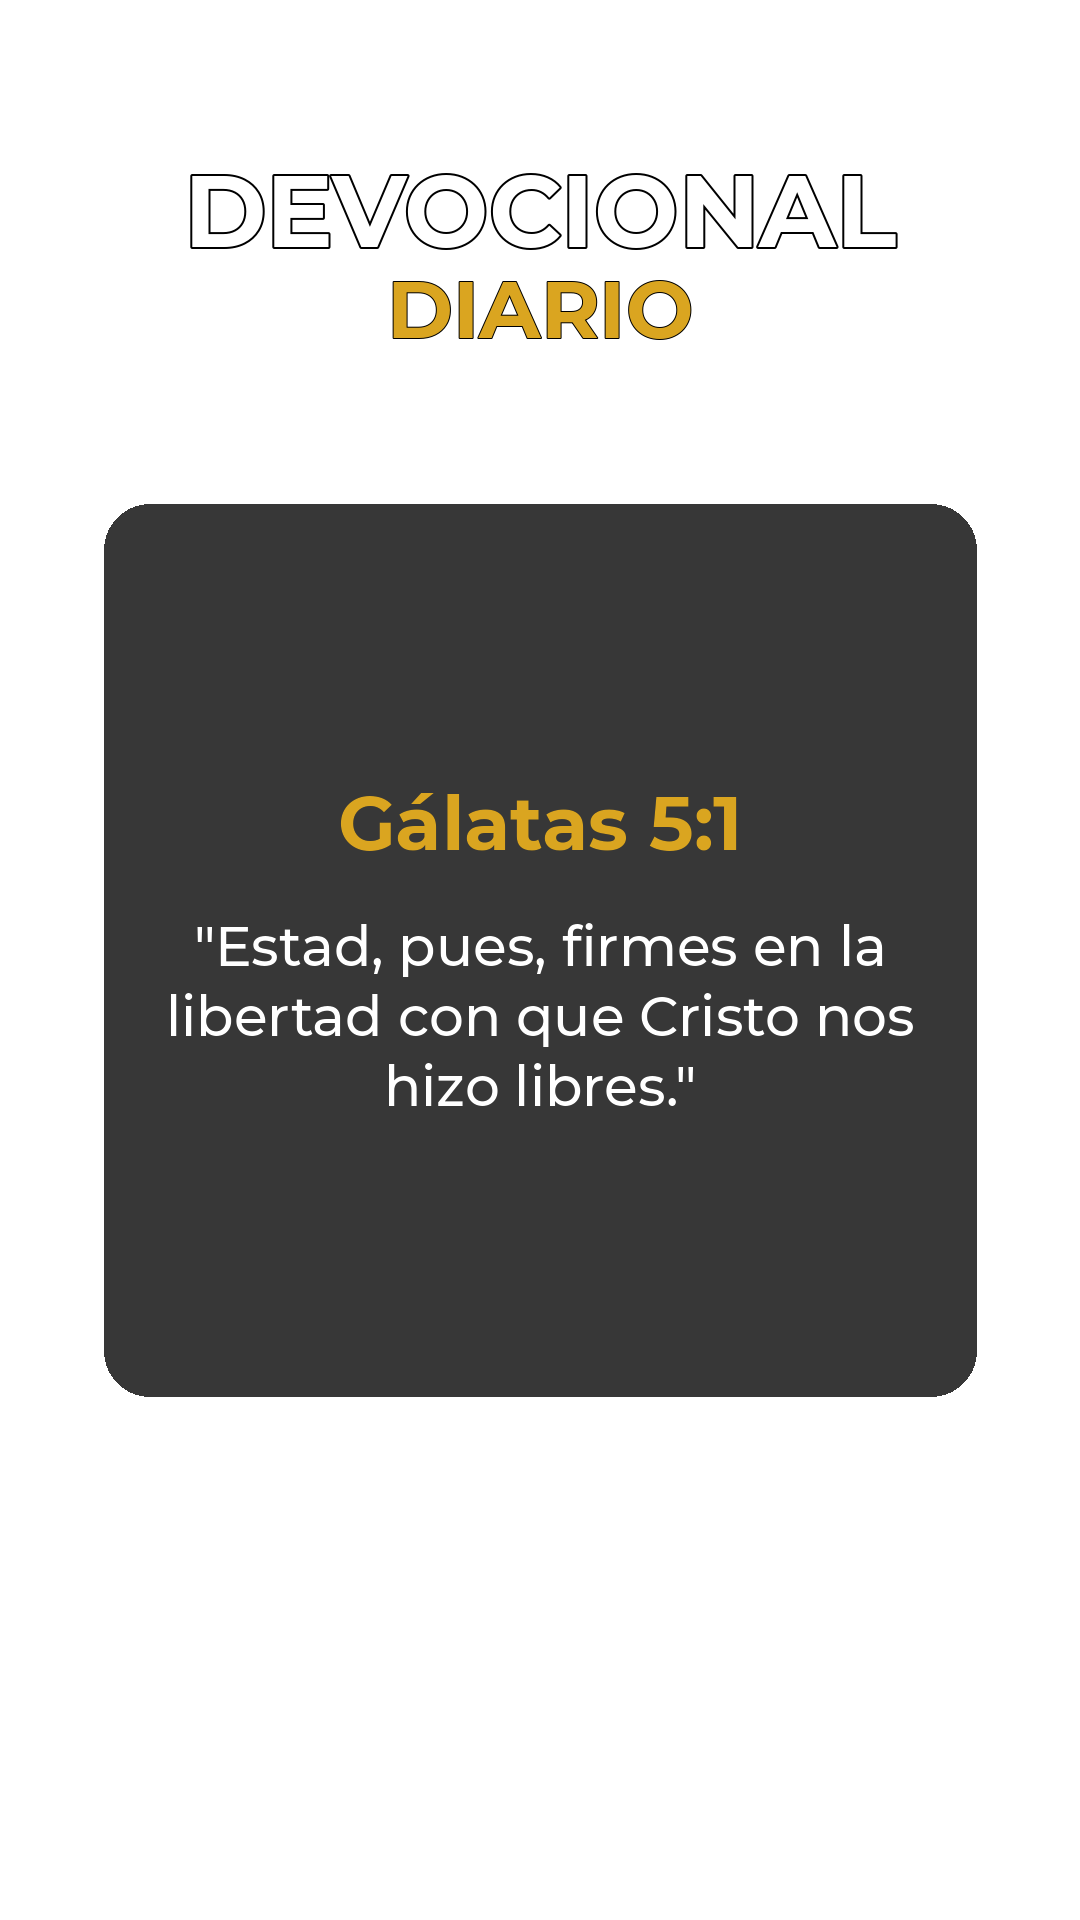 DEVOCIONAL
DIARIO
Gálatas 5:1
"Estad, pues, firmes en la
libertad con que Cristo nos
hizo libres."